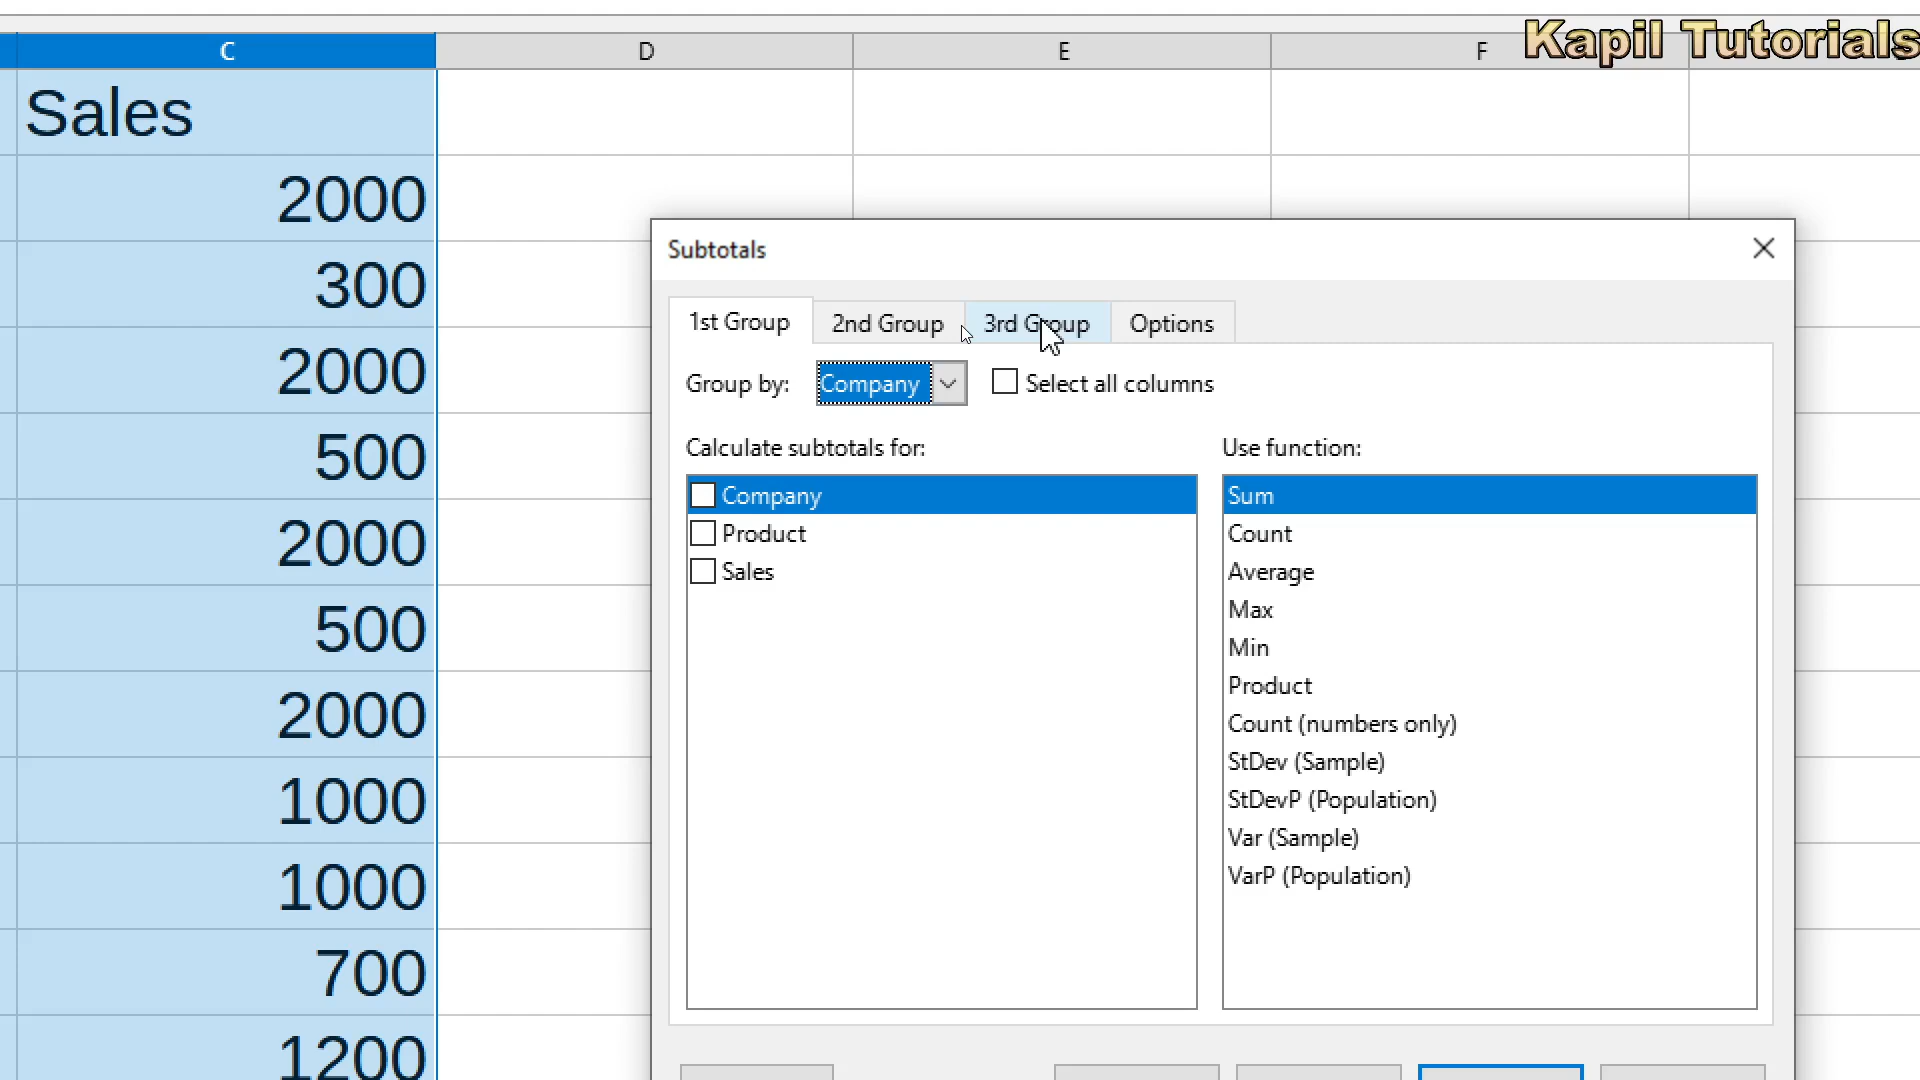 Kapil Tutorials
C D E F
Sales
2000
300
2000
500
2000
500
2000
1000
1000
700
1200
Subtotals
1st Group 2nd Group 3rd Group Options
Group by: Company Select all columns
Calculate subtotals for: Use function:
Company
Product
Sales
Sum
Count
Average
Max
Min
Product
Count (numbers only)
StDev (Sample)
StDevP (Population)
Var (Sample)
VarP (Population)